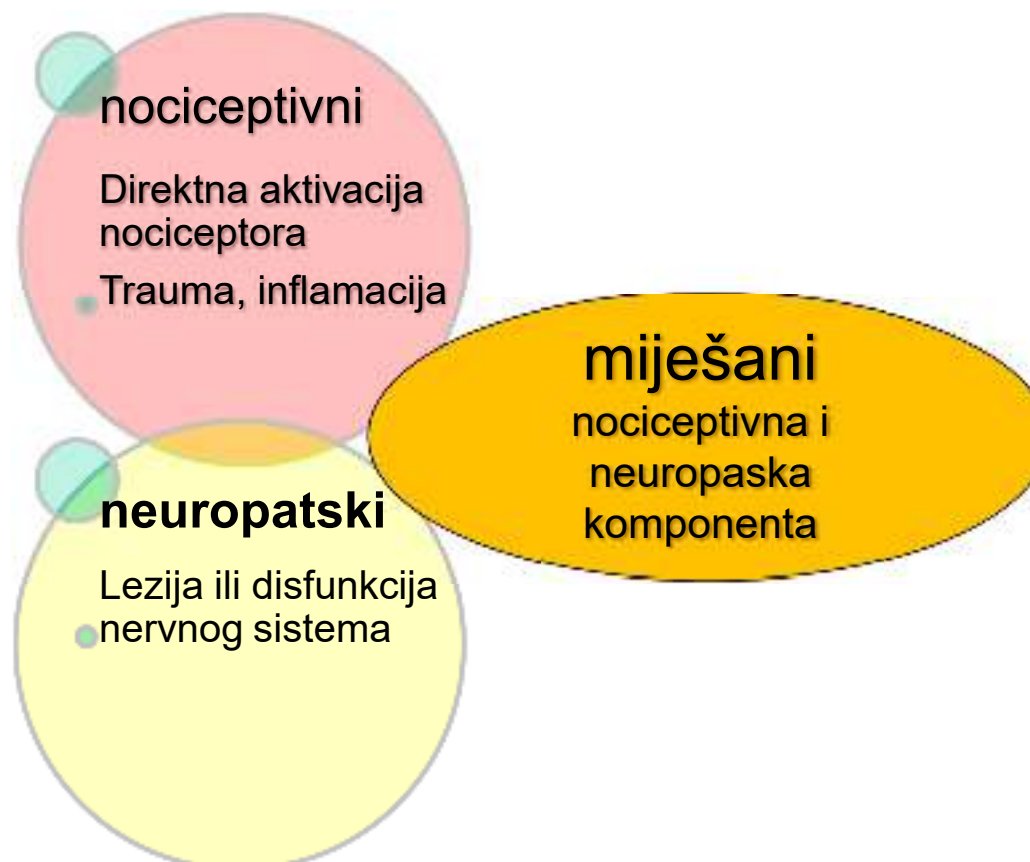 nociceptivni
Direktna aktivacija
nociceptora
Trauma, inflamacija
miješani
nociceptivna i
neuropaska
komponenta
neuropatski
Lezija ili disfunkcija
nervnog sistema